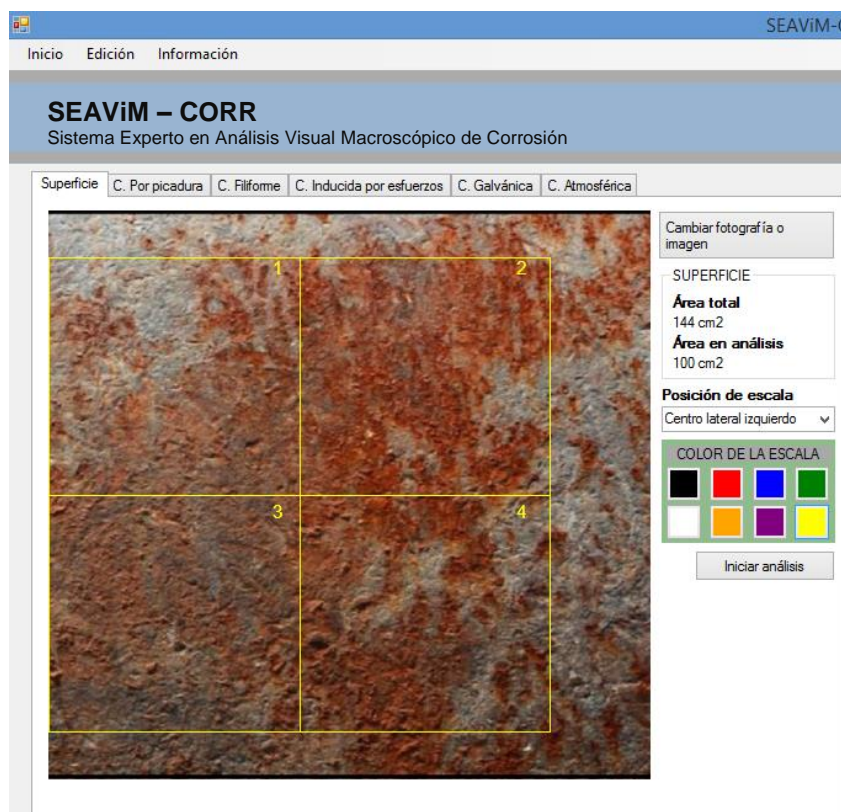 SEAViM-C
Inicio Edición Información
SEAViM – CORR
Sistema Experto en Análisis Visual Macroscópico de Corrosión
Superficie C. Por picadura C. Filiforme C. Inducida por esfuerzos C. Galvánica C. Atmosférica
1 2
3 4
Cambiar fotografía o
imagen
SUPERFICIE
Área total
144 cm2
Área en análisis
100 cm2
Posición de escala
Centro lateral izquierdo
COLOR DE LA ESCALA
Iniciar análisis